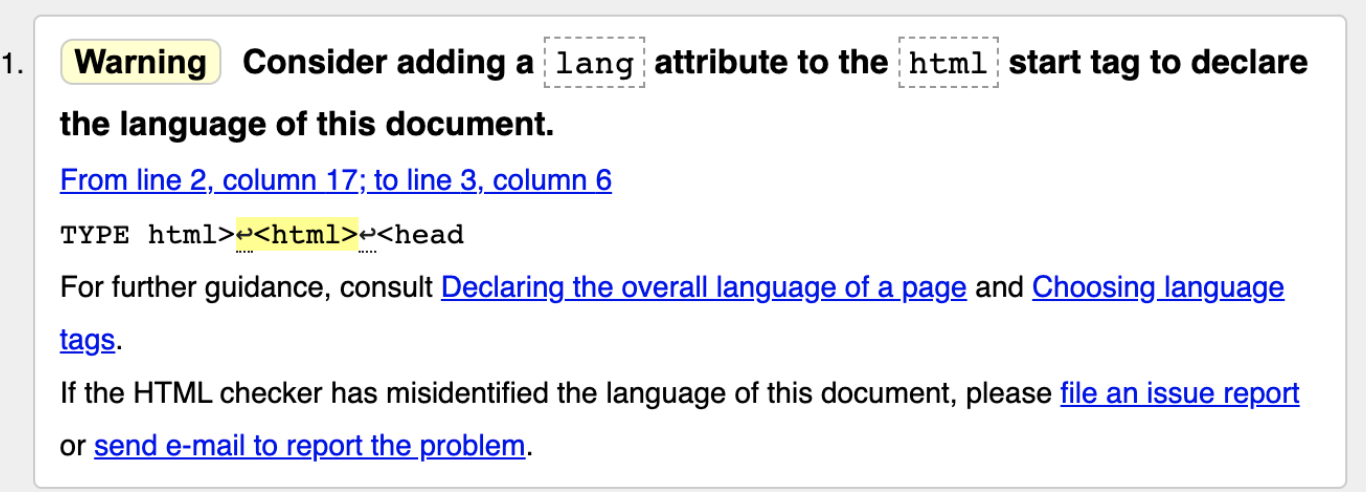 1. Warning Consider adding a lang attribute to the html start tag to declare
the language of this document.
From line 2, column 17; to line 3, column 6
TYPE html>↩<html>↩<head
For further guidance, consult Declaring the overall language of a page and Choosing language
tags.
If the HTML checker has misidentified the language of this document, please file an issue report
or send e-mail to report the problem.